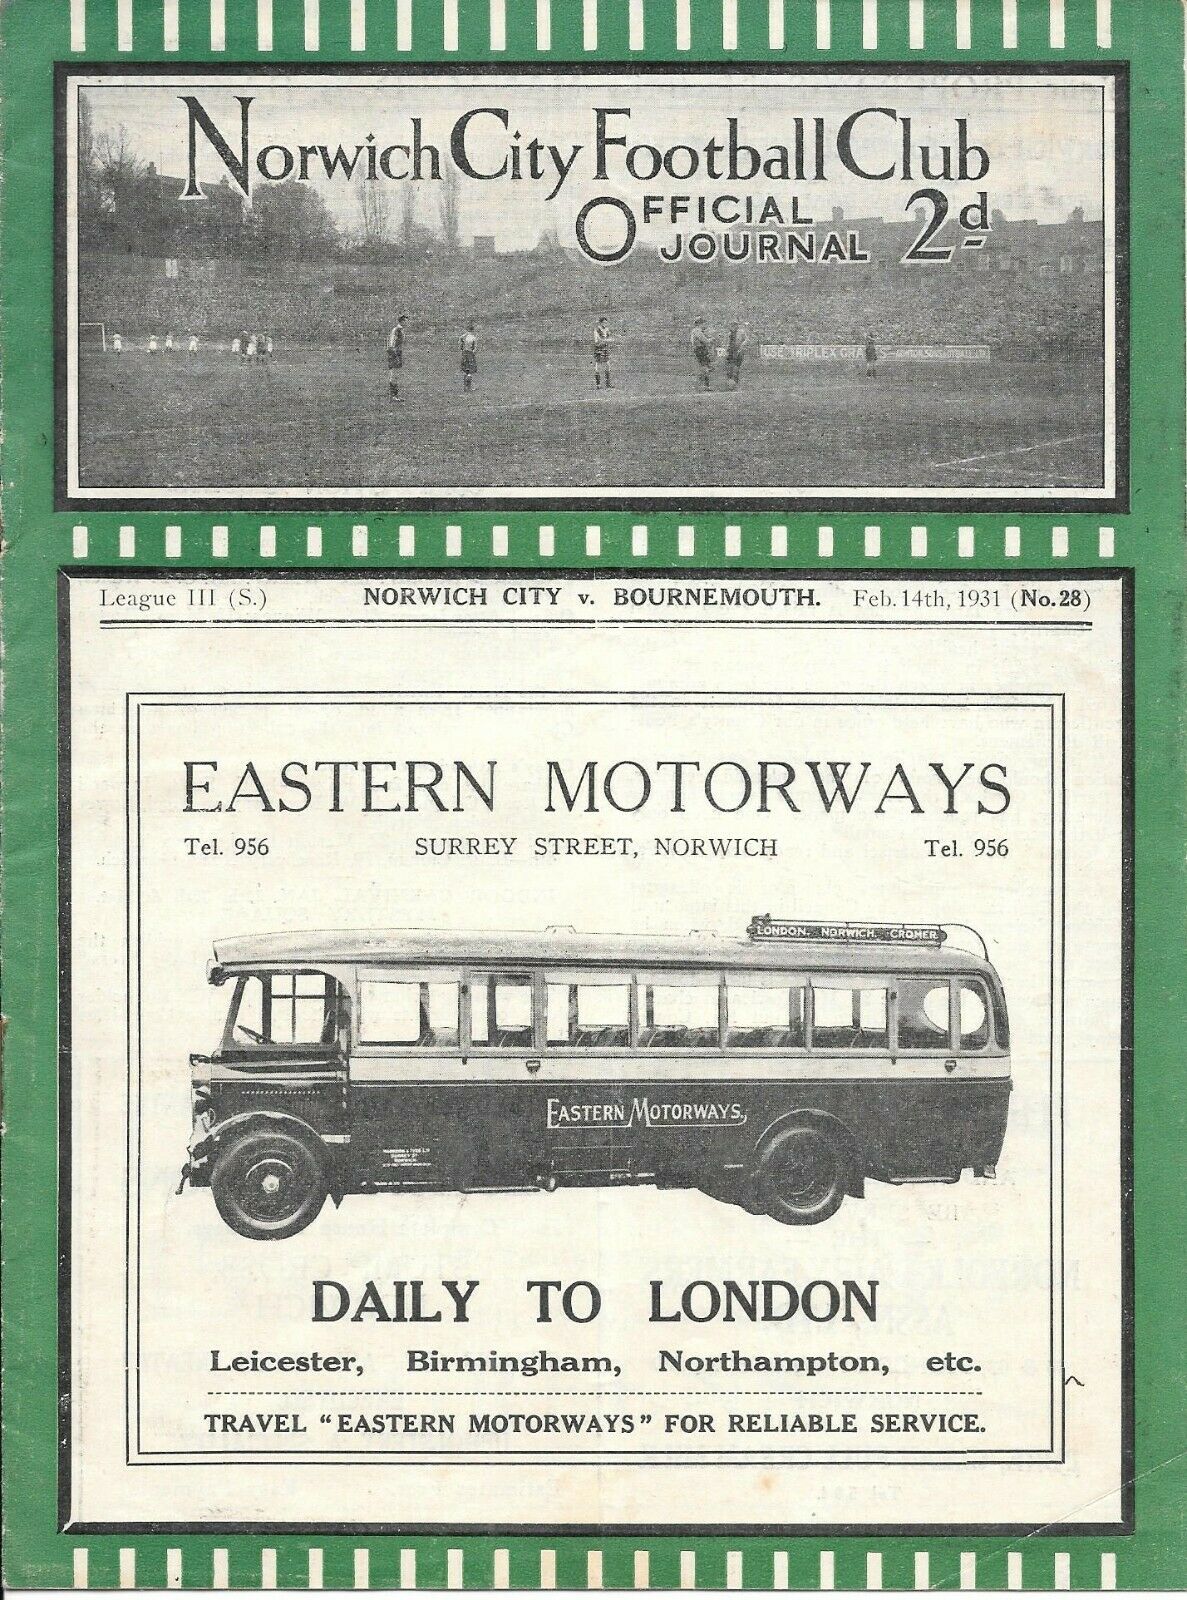 Norwich City Football Club
OFFICIAL JOURNAL 2d
USE TRIPLEX
League III (S.) NORWICH CITY v. BOURNEMOUTH. Feb. 14th, 1931 (No. 28)
EASTERN MOTORWAYS
Tel. 956 SURREY STREET, NORWICH Tel. 956
LONDON. NORWICH. CROMER.
EASTERN MOTORWAYS.
DAILY TO LONDON
Leicester, Birmingham, Northampton, etc.
TRAVEL "EASTERN MOTORWAYS" FOR RELIABLE SERVICE.